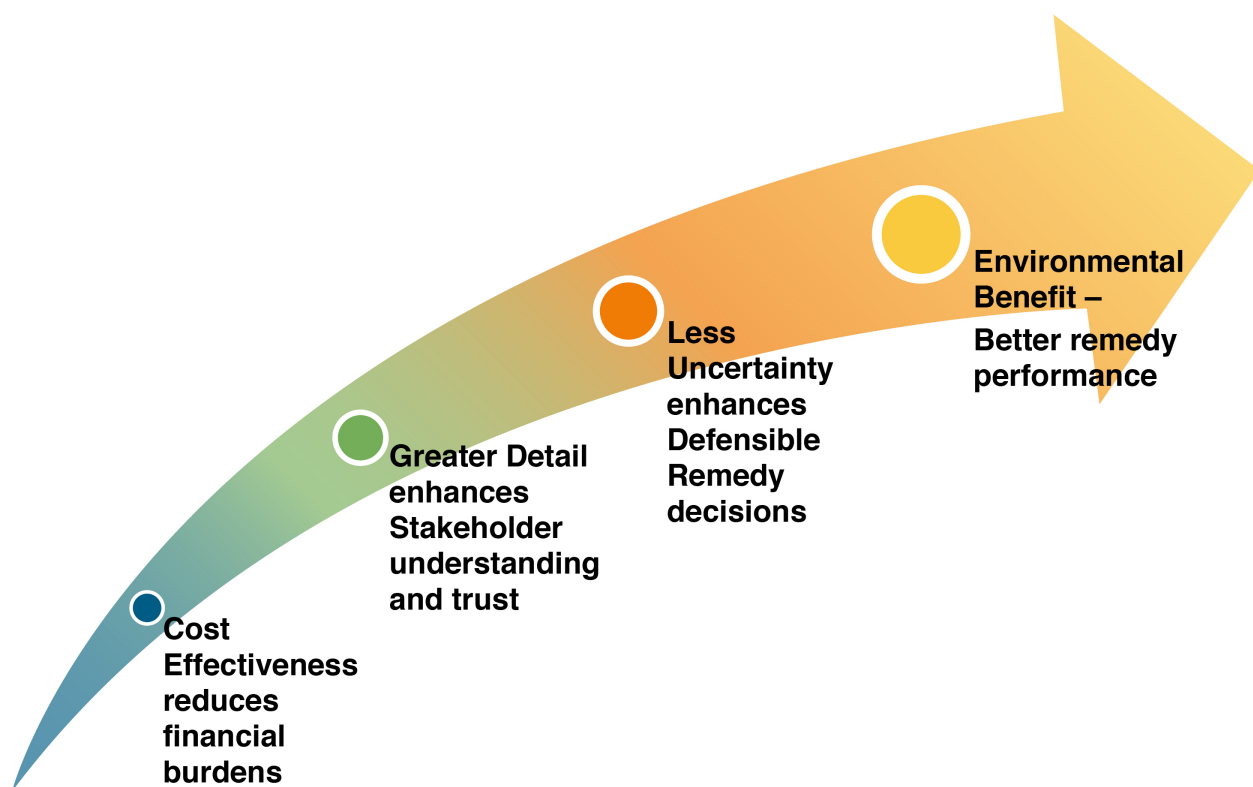 Cost
Effectiveness
reduces
financial
burdens
Greater Detail
enhances
Stakeholder
understanding
and trust
Less
Uncertainty
enhances
Defensible
Remedy
decisions
Environmental
Benefit –
Better remedy
performance